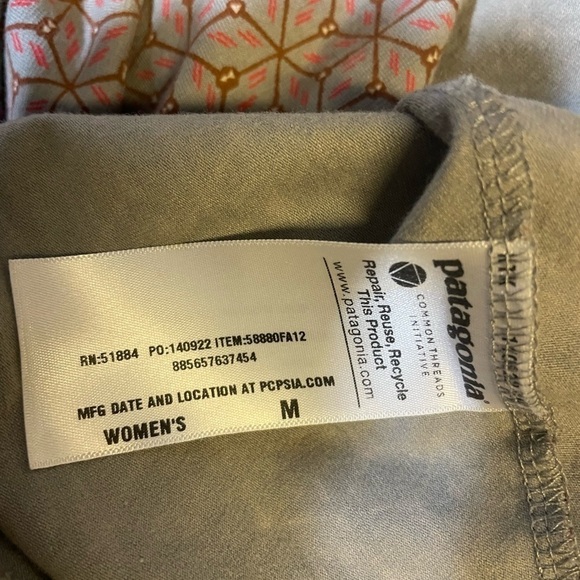 patagonia
COMMON THREADS
INITIATIVE
Repair, Reuse, Recycle
This Product
www.patagonia.com
RN:51884 PO:140922 ITEM:58880FA12
885657637454
MFG DATE AND LOCATION AT PCPSIA.COM
WOMEN'S M